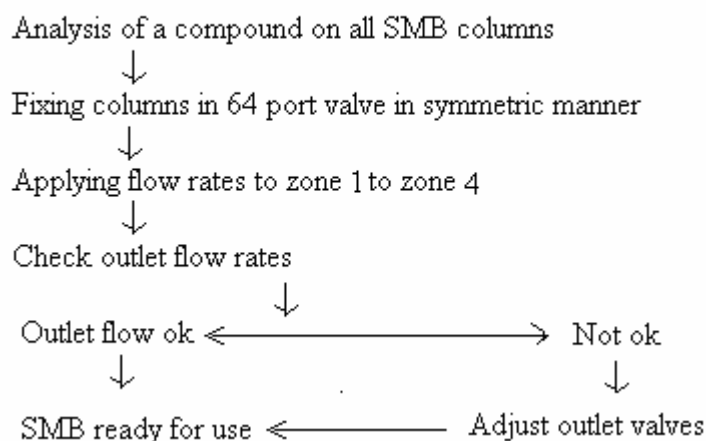 Analysis of a compound on all SMB columns
Fixing columns in 64 port valve in symmetric manner
Applying flow rates to zone 1 to zone 4
Check outlet flow rates
Outlet flow ok Not ok
SMB ready for use Adjust outlet valves